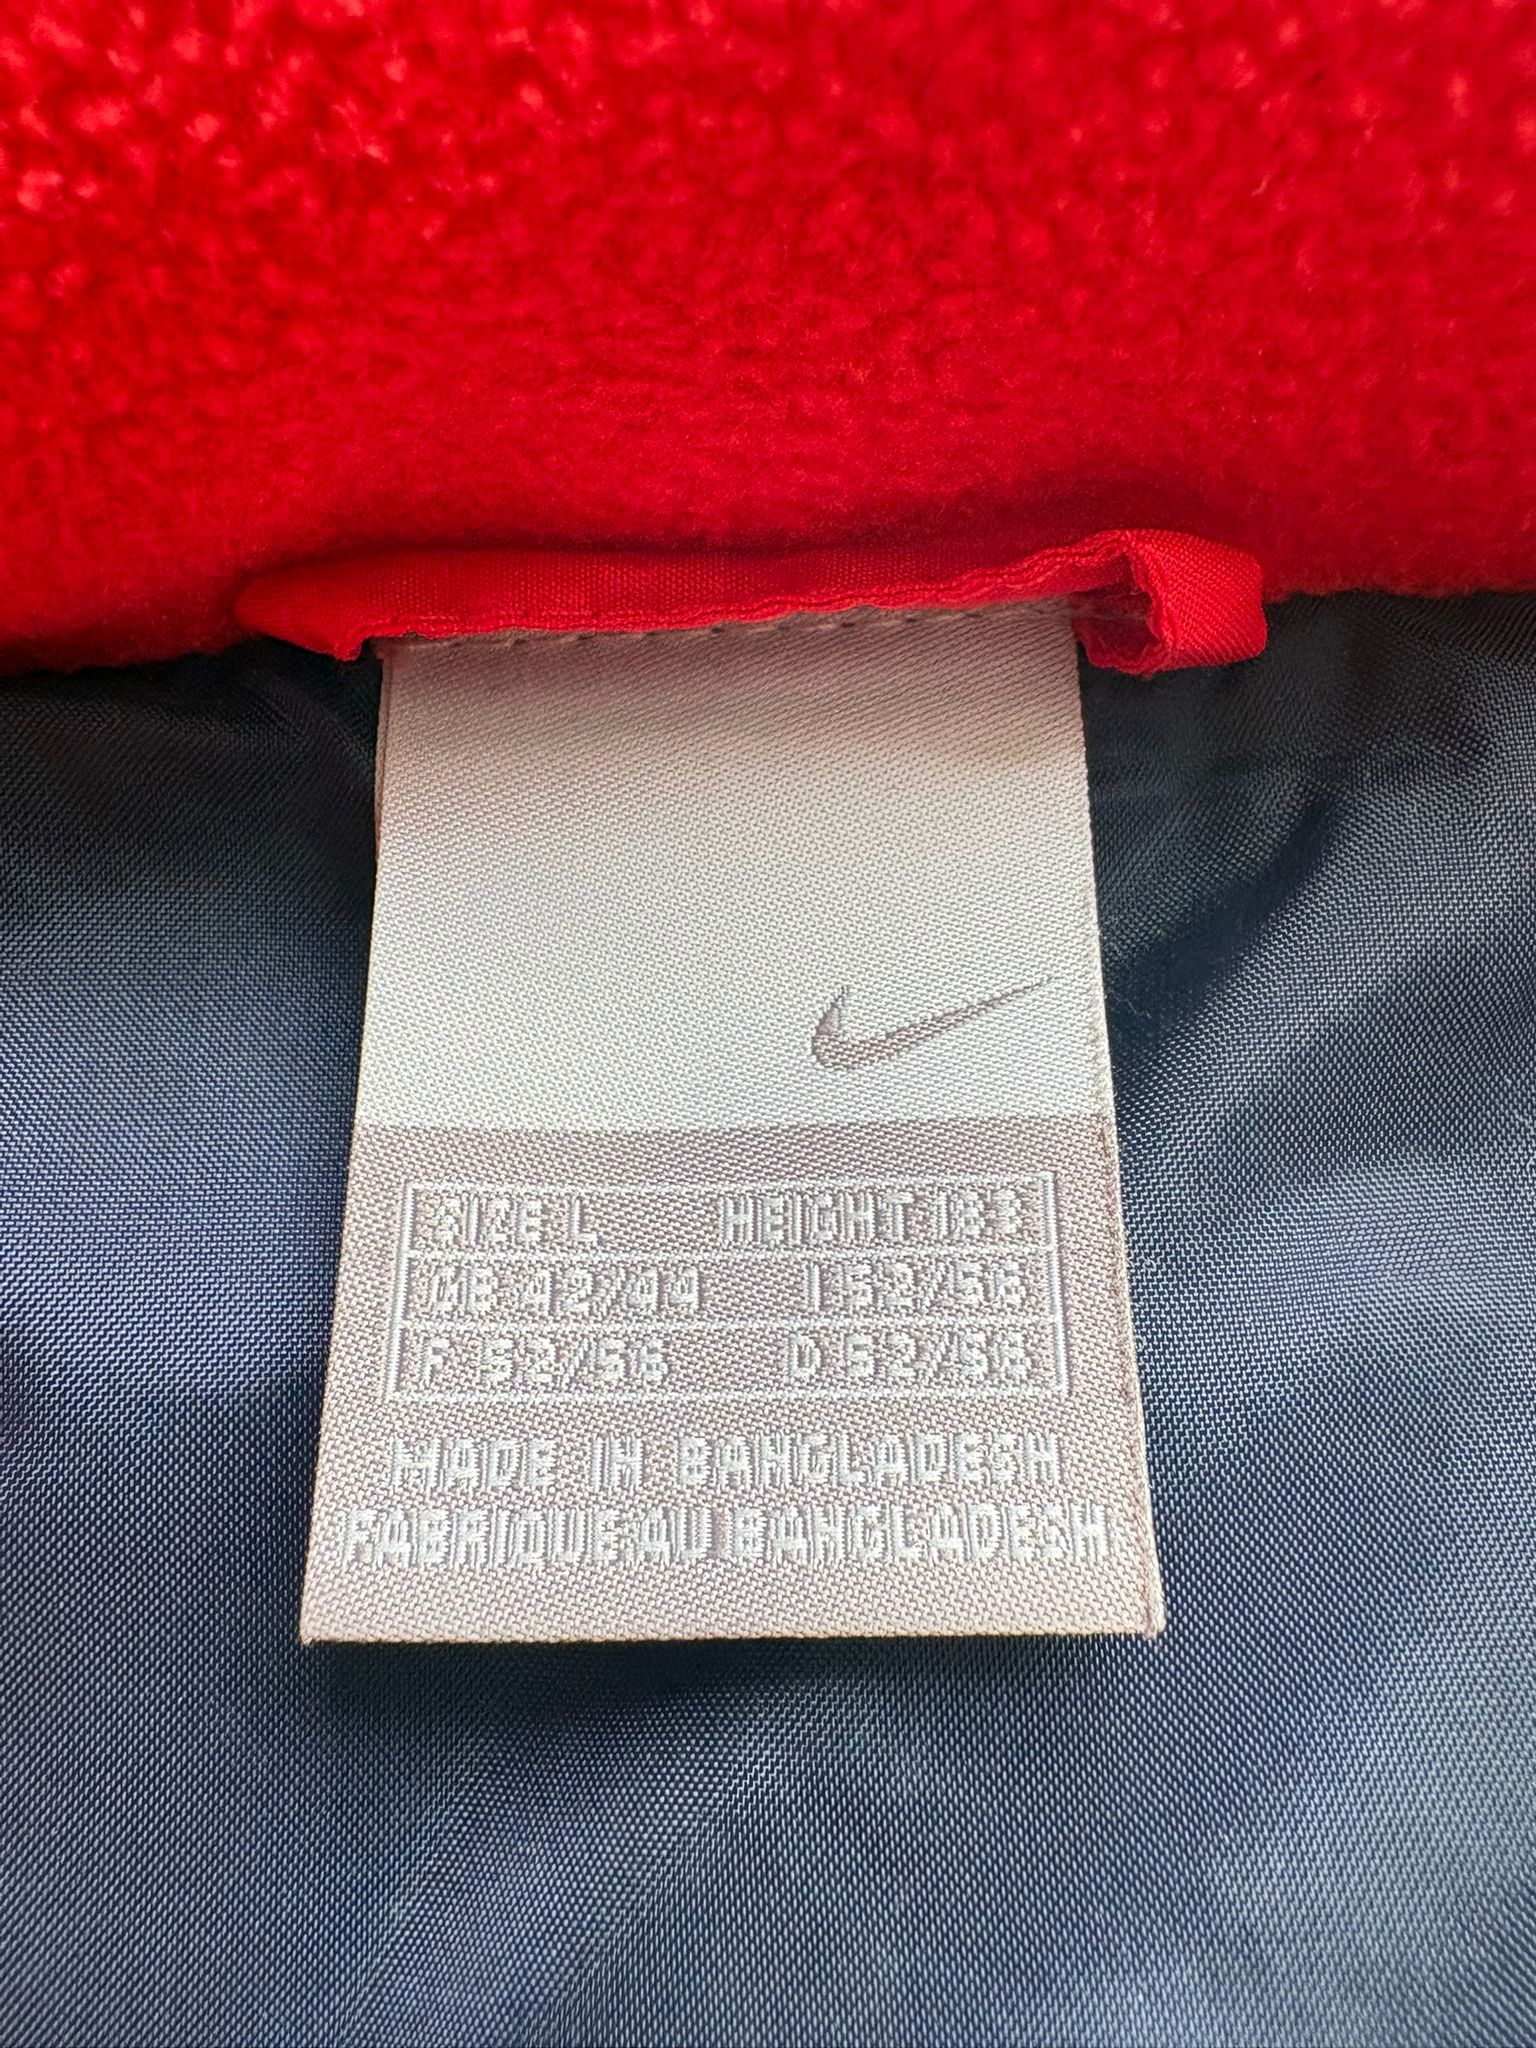 SIZE L HEIGHT 183
GB 42/44 I 52/56
F 52/56 D 52/56
MADE IN BANGLADESH
FABRIQUE AU BANGLADESH